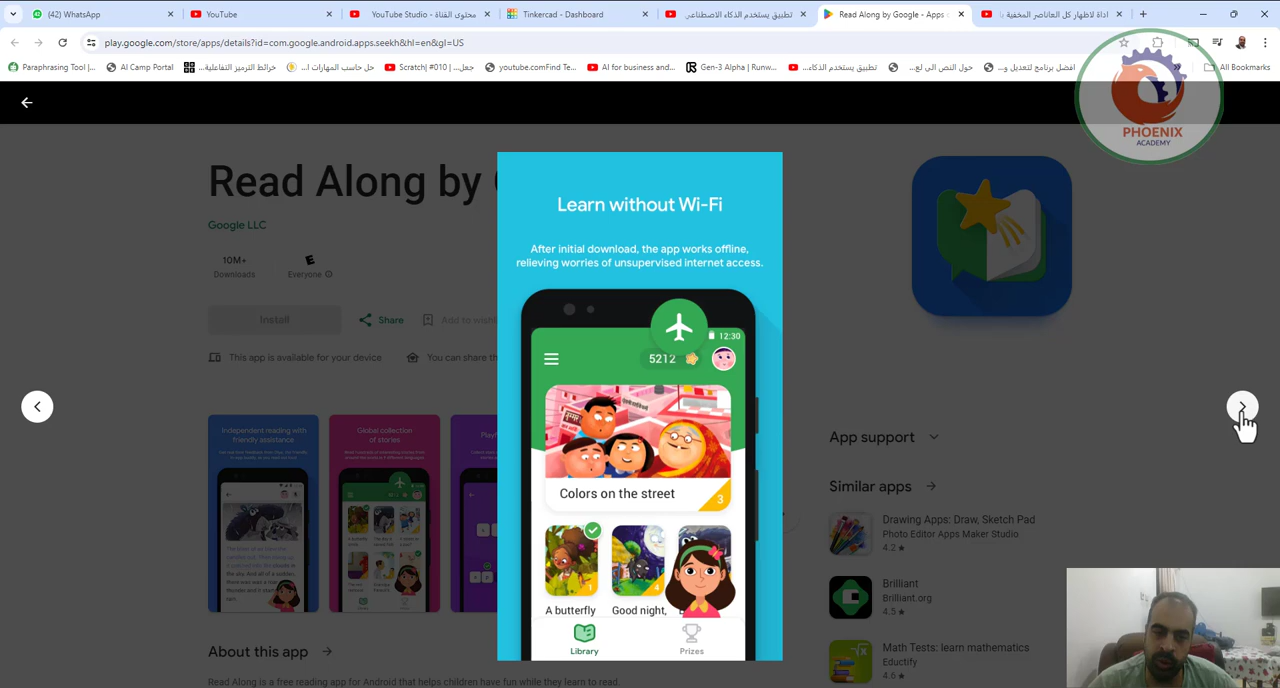 (42) WhatsApp
YouTube
YouTube Studio - محتوى القناة
Tinkercad - Dashboard
تطبيق يستخدم الذكاء الاصطناعي
Read Along by Google - Apps
اداة لاظهار كل العناصر المخفية با
play.google.com/store/apps/details?id=com.google.android.apps.seekh&hl=en&gl=US
Paraphrasing Tool |...
AI Camp Portal
خرائط الترميز التفاعلية...
حل حاسب المهارات ا...
Scratch
youtube.comFind Te...
AI for business and...
Gen-3 Alpha | Runw...
تطبيق يستخدم الذكاء...
حول النص الى لع...
افضل برنامج لتعديل و...
All Bookmarks
PHOENIX
ACADEMY
Read Along by
Google LLC
10M+
Downloads
Everyone
Install
Share
Add to wishl
This app is available for your device
You can share th
Learn without Wi-Fi
After initial download, the app works offline,
relieving worries of unsupervised internet access.
12:30
5212
Colors on the street
3
A butterfly
Good night,
Library
Prizes
Independent reading with
friendly assistance
Global collection
of stories
App support
Similar apps
Drawing Apps: Draw, Sketch Pad
Photo Editor Apps Maker Studio
4.2
Brilliant
Brilliant.org
4.5
Math Tests: learn mathematics
Eductify
4.6
About this app
Read Along is a free reading app for Android that helps children have fun while they learn to read.